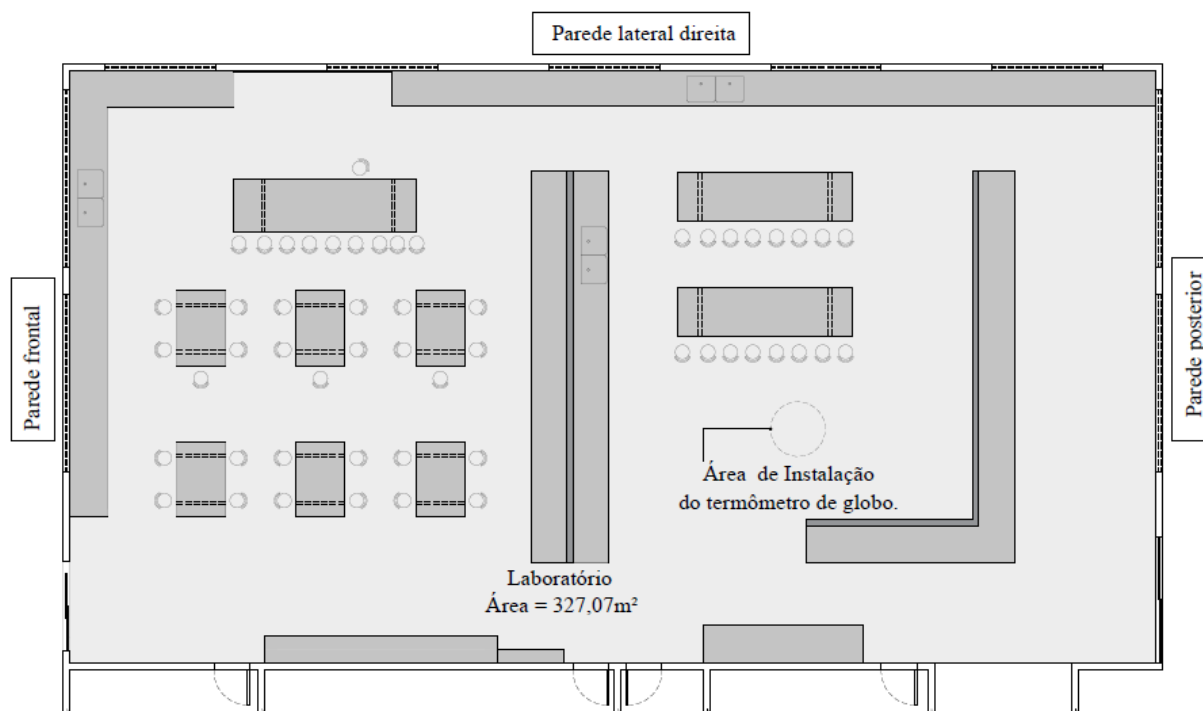 Parede lateral direita
Parede frontal
Parede posterior
Área de Instalação
do termômetro de globo.
Laboratório
Área = 327,07m²